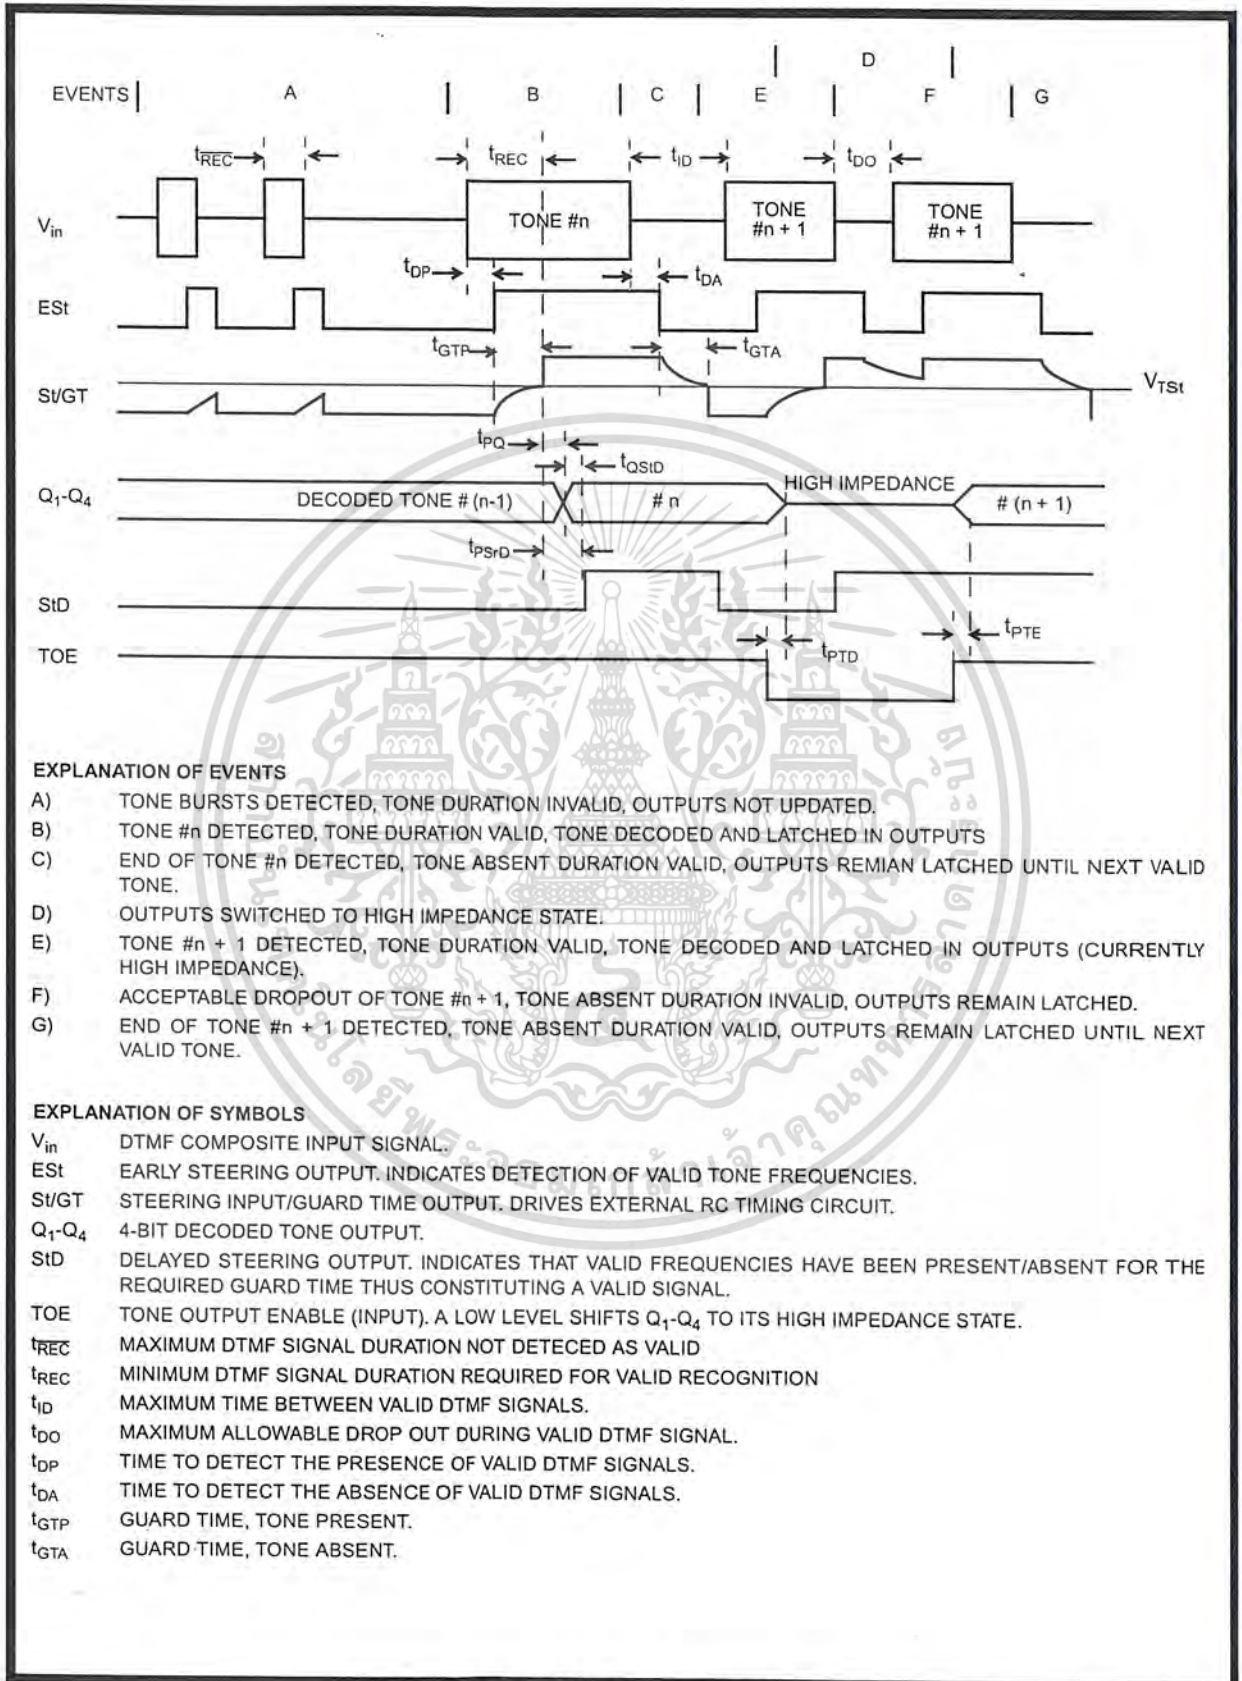 D
EVENTS A B C E F G
tREC tREC tID tDO
Vin TONE #n TONE #n + 1 TONE #n + 1
tDP tDA
ESt
tGTP tGTA
St/GT VTSt
tPQ tQStD
Q1-Q4 DECODED TONE # (n-1) # n HIGH IMPEDANCE # (n + 1)
tPSrD
StD
tPTE
TOE tPTD
EXPLANATION OF EVENTS
A) TONE BURSTS DETECTED, TONE DURATION INVALID, OUTPUTS NOT UPDATED.
B) TONE #n DETECTED, TONE DURATION VALID, TONE DECODED AND LATCHED IN OUTPUTS
C) END OF TONE #n DETECTED, TONE ABSENT DURATION VALID, OUTPUTS REMIAN LATCHED UNTIL NEXT VALID
TONE.
D) OUTPUTS SWITCHED TO HIGH IMPEDANCE STATE.
E) TONE #n + 1 DETECTED, TONE DURATION VALID, TONE DECODED AND LATCHED IN OUTPUTS (CURRENTLY
HIGH IMPEDANCE).
F) ACCEPTABLE DROPOUT OF TONE #n + 1, TONE ABSENT DURATION INVALID, OUTPUTS REMAIN LATCHED.
G) END OF TONE #n + 1 DETECTED, TONE ABSENT DURATION VALID, OUTPUTS REMAIN LATCHED UNTIL NEXT
VALID TONE.
EXPLANATION OF SYMBOLS
Vin DTMF COMPOSITE INPUT SIGNAL.
ESt EARLY STEERING OUTPUT. INDICATES DETECTION OF VALID TONE FREQUENCIES.
St/GT STEERING INPUT/GUARD TIME OUTPUT. DRIVES EXTERNAL RC TIMING CIRCUIT.
Q1-Q4 4-BIT DECODED TONE OUTPUT.
StD DELAYED STEERING OUTPUT. INDICATES THAT VALID FREQUENCIES HAVE BEEN PRESENT/ABSENT FOR THE
REQUIRED GUARD TIME THUS CONSTITUTING A VALID SIGNAL.
TOE TONE OUTPUT ENABLE (INPUT). A LOW LEVEL SHIFTS Q1-Q4 TO ITS HIGH IMPEDANCE STATE.
tREC MAXIMUM DTMF SIGNAL DURATION NOT DETECED AS VALID
tREC MINIMUM DTMF SIGNAL DURATION REQUIRED FOR VALID RECOGNITION
tID MAXIMUM TIME BETWEEN VALID DTMF SIGNALS.
tDO MAXIMUM ALLOWABLE DROP OUT DURING VALID DTMF SIGNAL.
tDP TIME TO DETECT THE PRESENCE OF VALID DTMF SIGNALS.
tDA TIME TO DETECT THE ABSENCE OF VALID DTMF SIGNALS.
tGTP GUARD TIME, TONE PRESENT.
tGTA GUARD TIME, TONE ABSENT.